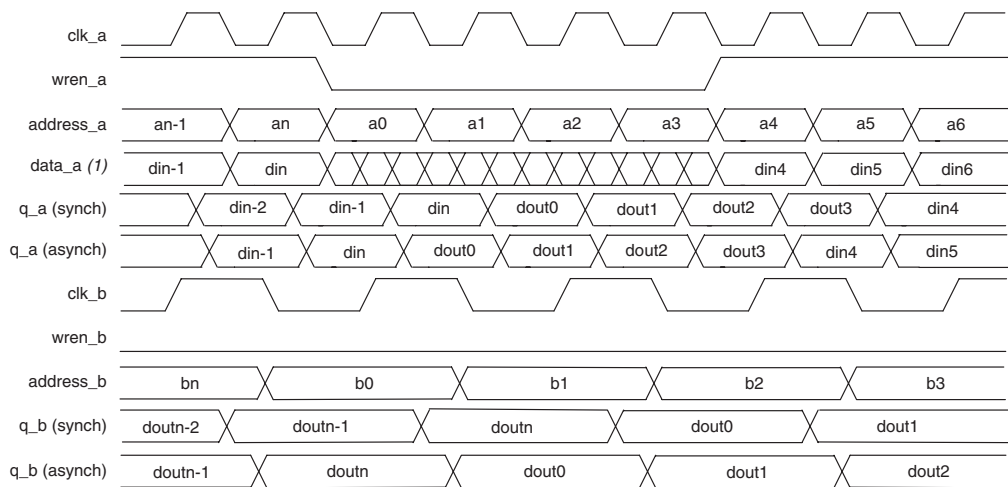 clk_a
wren_a
address_a an-1 an a0 a1 a2 a3 a4 a5 a6
data_a (1) din-1 din din4 din5 din6
q_a (synch) din-2 din-1 din dout0 dout1 dout2 dout3 din4
q_a (asynch) din-1 din dout0 dout1 dout2 dout3 din4 din5
clk_b
wren_b
address_b bn b0 b1 b2 b3
q_b (synch) doutn-2 doutn-1 doutn dout0 dout1
q_b (asynch) doutn-1 doutn dout0 dout1 dout2